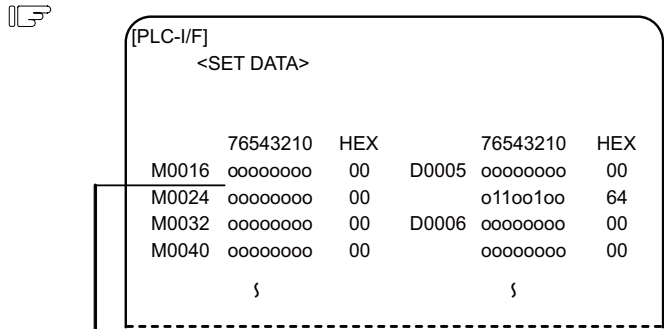 [PLC-I/F]
<SET DATA>
76543210 HEX 76543210 HEX
M0016 oooooooo 00 D0005 oooooooo 00
M0024 oooooooo 00 o11oo1oo 64
M0032 oooooooo 00 D0006 oooooooo 00
M0040 oooooooo 00 oooooooo 00